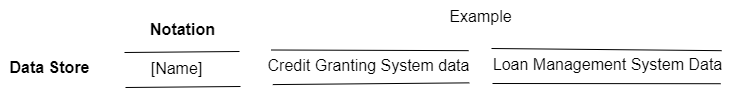 Example
Notation
Data Store [Name] Credit Granting System data Loan Management System Data